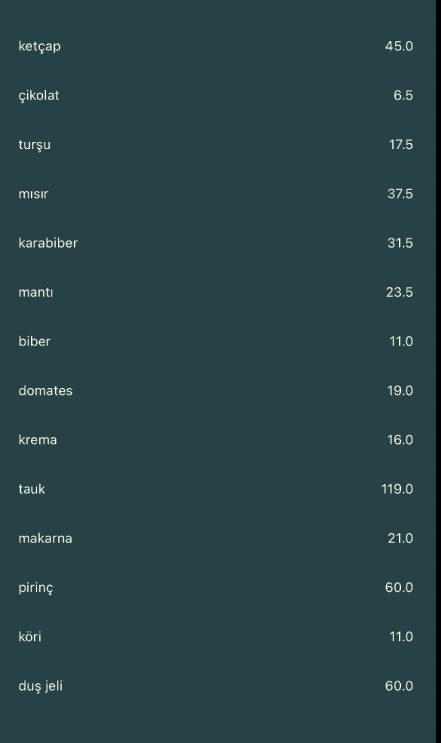 ketçap 45.0
çikolat 6.5
turşu 17.5
mısır 37.5
karabiber 31.5
mantı 23.5
biber 11.0
domates 19.0
krema 16.0
tauk 119.0
makarna 21.0
pirinç 60.0
köri 11.0
duş jeli 60.0